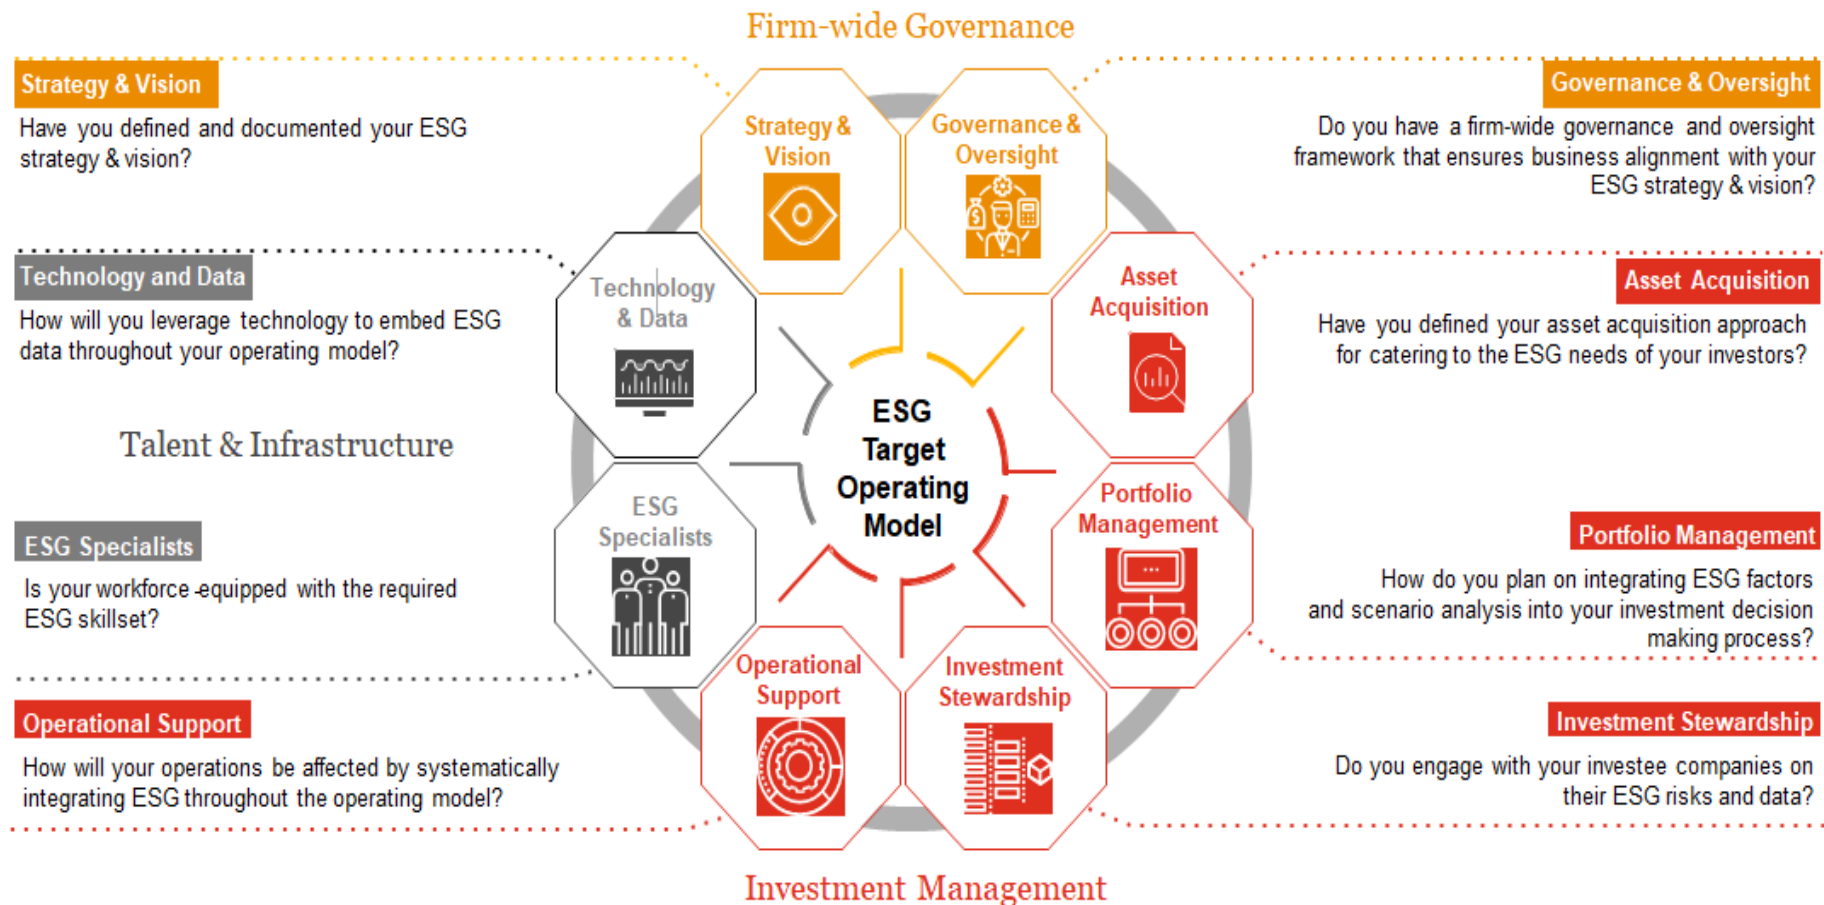 Firm-wide Governance
Strategy & Vision
Have you defined and documented your ESG
strategy & vision?
Governance & Oversight
Do you have a firm-wide governance and oversight
framework that ensures business alignment with your
ESG strategy & vision?
Strategy &
Vision
Governance &
Oversight
Technology and Data
How will you leverage technology to embed ESG
data throughout your operating model?
Technology
& Data
Asset
Acquisition
Asset Acquisition
Have you defined your asset acquisition approach
for catering to the ESG needs of your investors?
Talent & Infrastructure
ESG
Target
Operating
Model
ESG Specialists
Is your workforce -equipped with the required
ESG skillset?
ESG
Specialists
Portfolio
Management
Portfolio Management
How do you plan on integrating ESG factors
and scenario analysis into your investment decision
making process?
Operational Support
How will your operations be affected by systematically
integrating ESG throughout the operating model?
Operational
Support
Investment
Stewardship
Investment Stewardship
Do you engage with your investee companies on
their ESG risks and data?
Investment Management